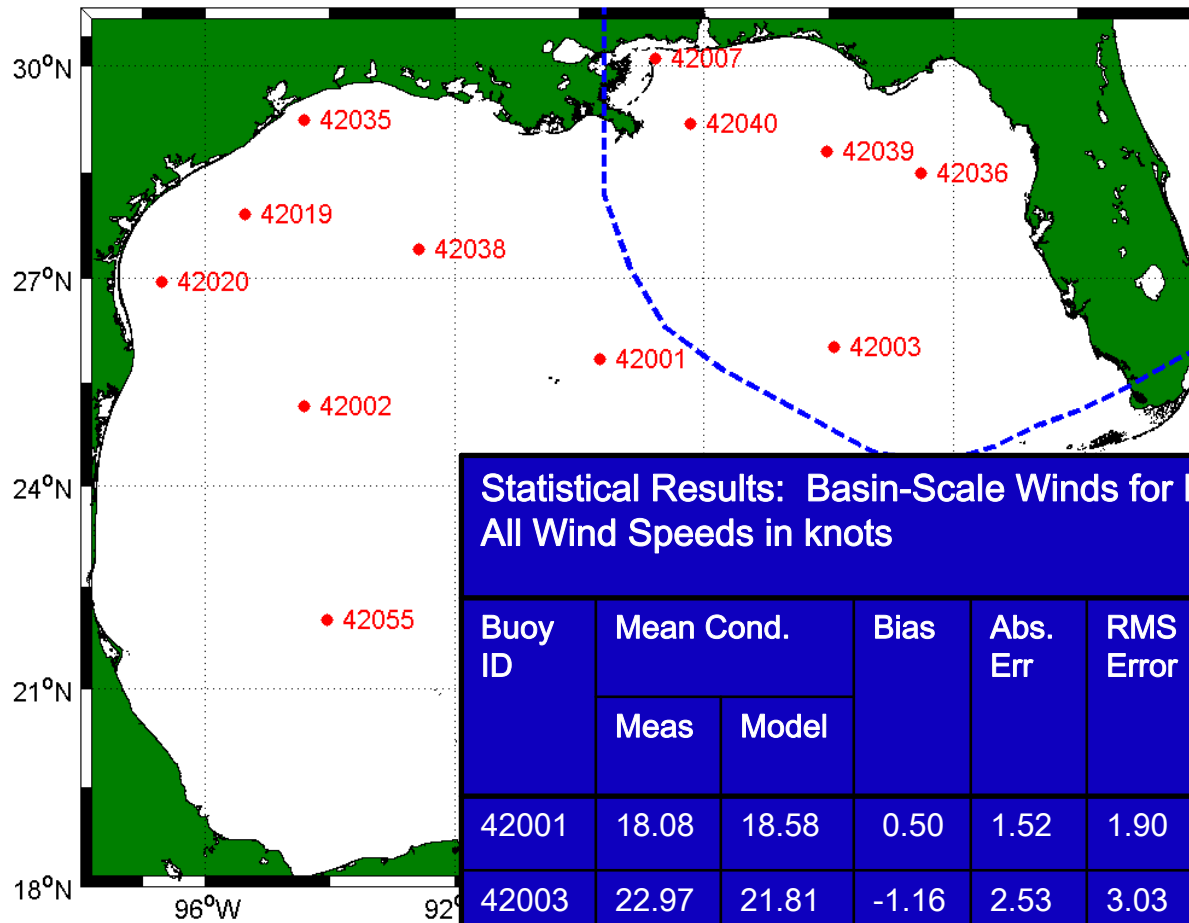 30°N
27°N
24°N
21°N
18°N
96°W
92°
42007
42035
42040
42039
42036
42019
42038
42020
42001
42003
42002
42055
Statistical Results: Basin-Scale Winds for
All Wind Speeds in knots
Buoy ID
Mean Cond.
Bias
Abs. Err
RMS Error
Meas
Model
42001 18.08 18.58 0.50 1.52 1.90
42003 22.97 21.81 -1.16 2.53 3.03